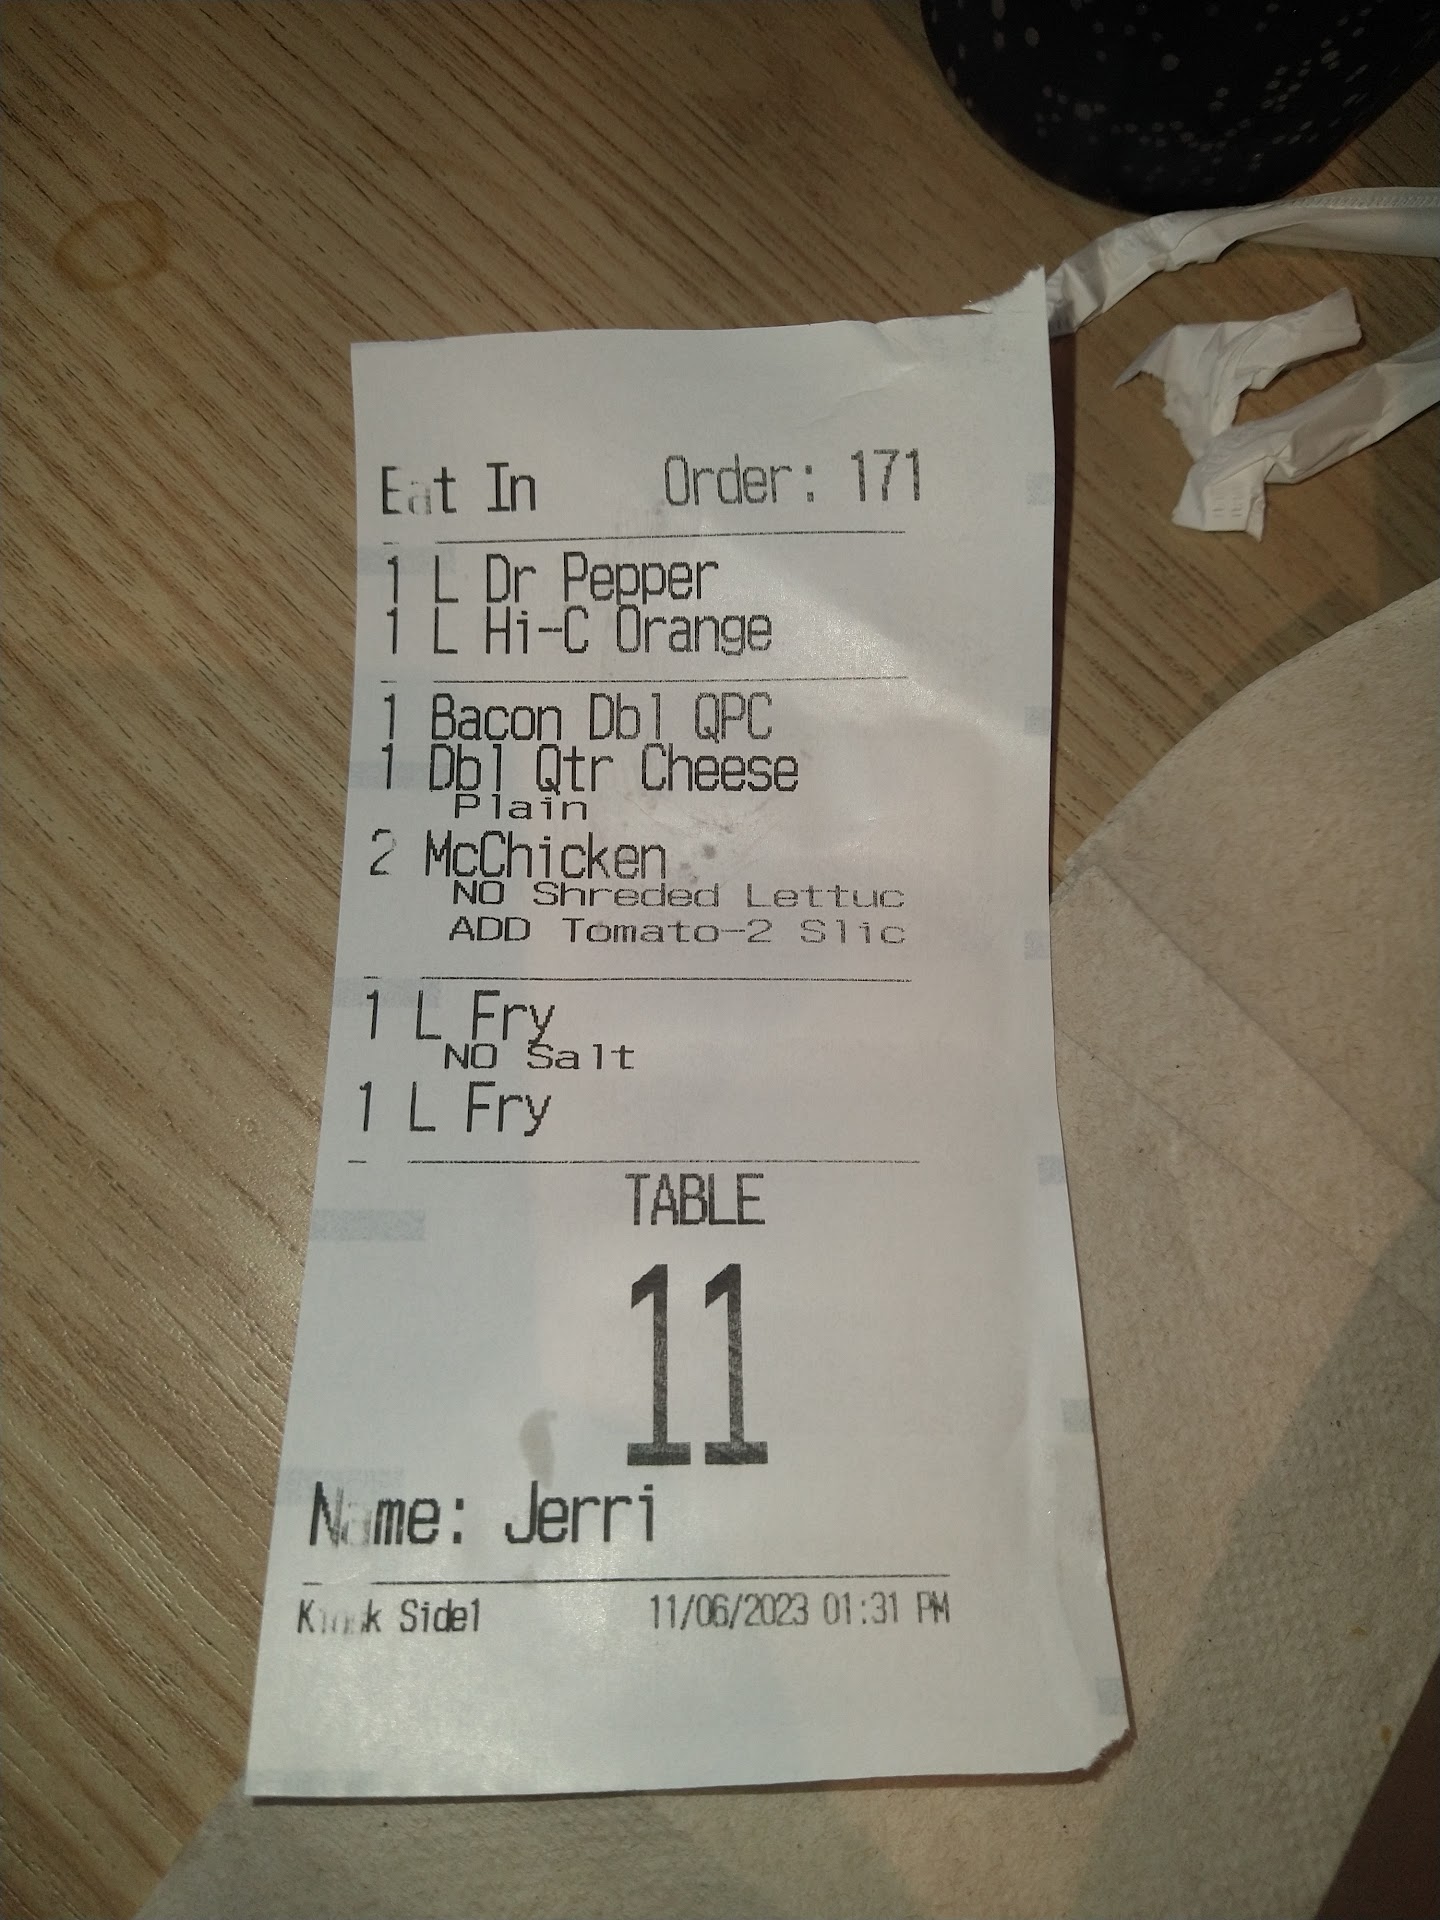 Eat In Order: 171
1 L Dr Pepper
1 L Hi-C Orange
1 Bacon Dbl QPC
1 Dbl Qtr Cheese
Plain
2 McChicken
NO Shreded Lettuc
ADD Tomato-2 Slic
1 L Fry
NO Salt
1 L Fry
TABLE
11
Name: Jerri
Kiosk Side1 11/06/2023 01:31 PM